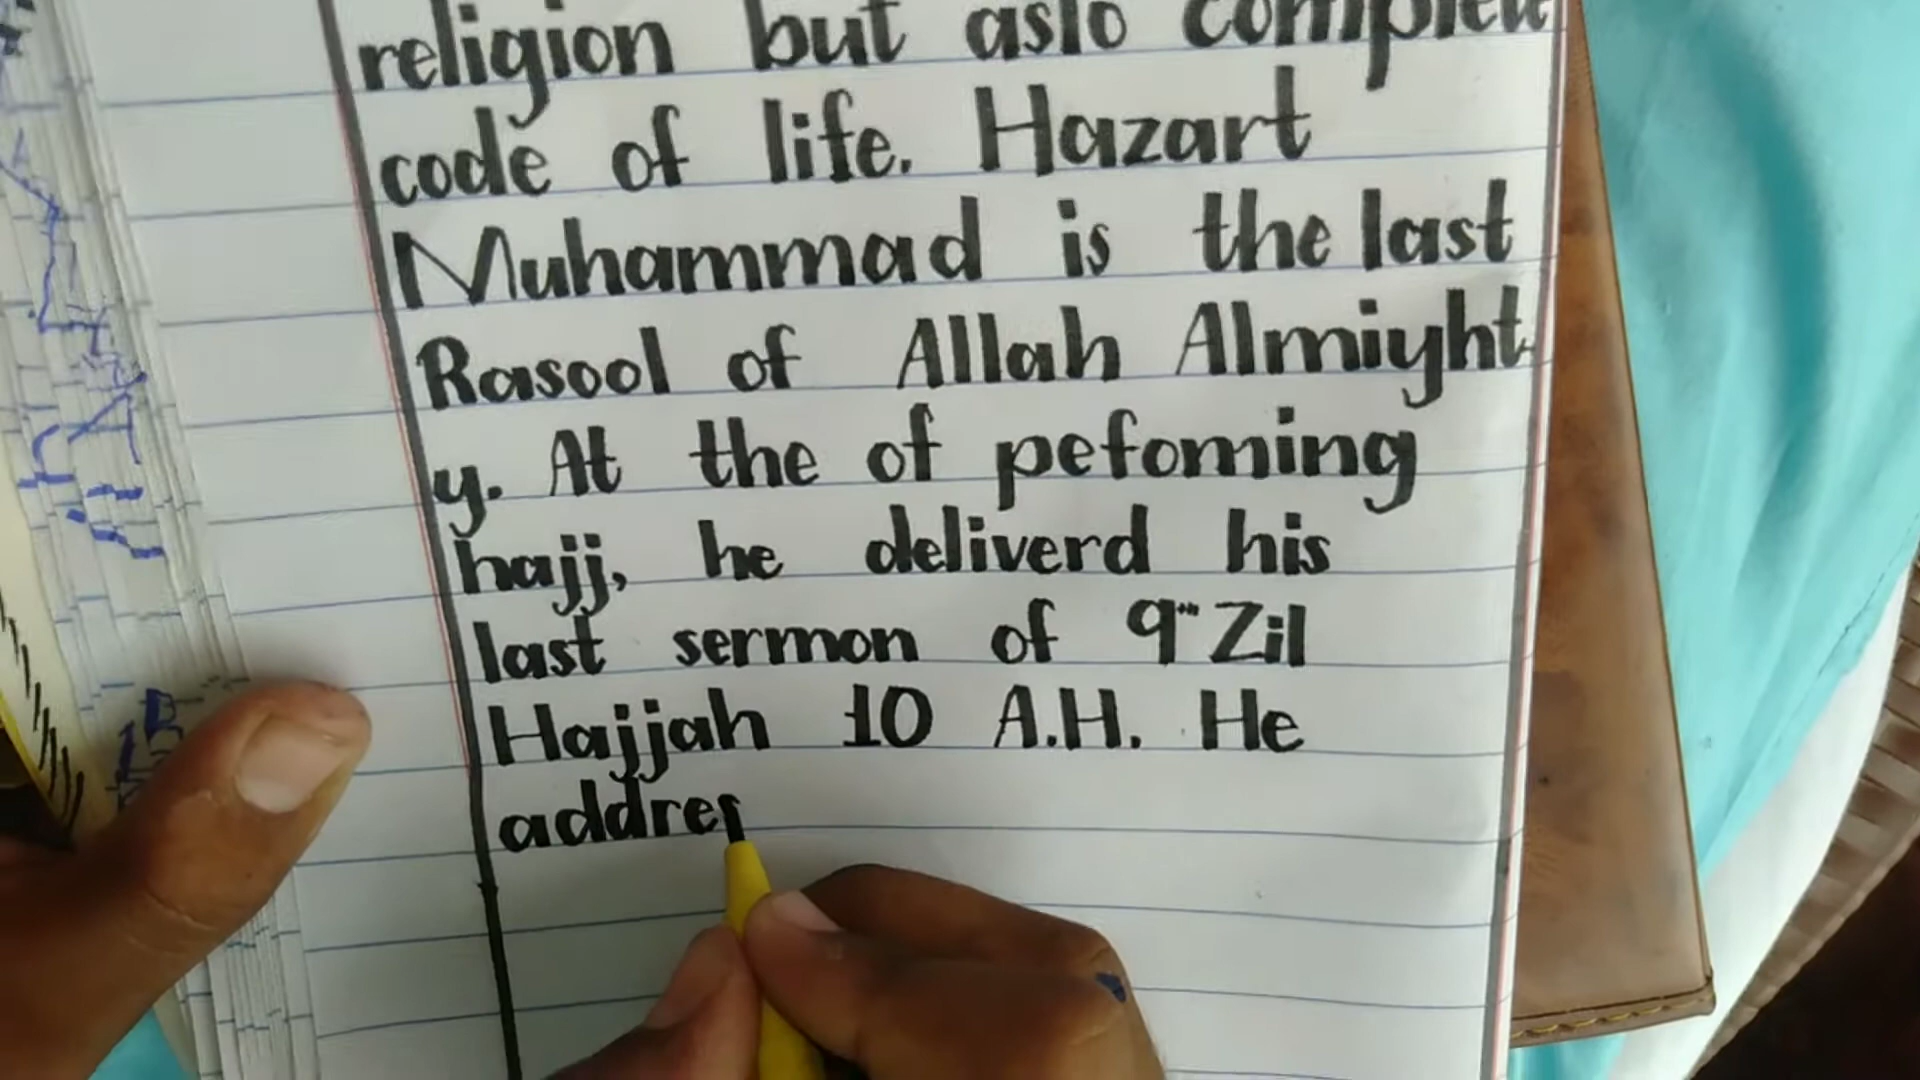 religion but aslo complete
code of life. Hazart
Muhammad is the last
Rasool of Allah Almiyht
y. At the of pefoming
hajj, he deliverd his
last sermon of 9th Zil
Hajjah 10 A.H. He
addres